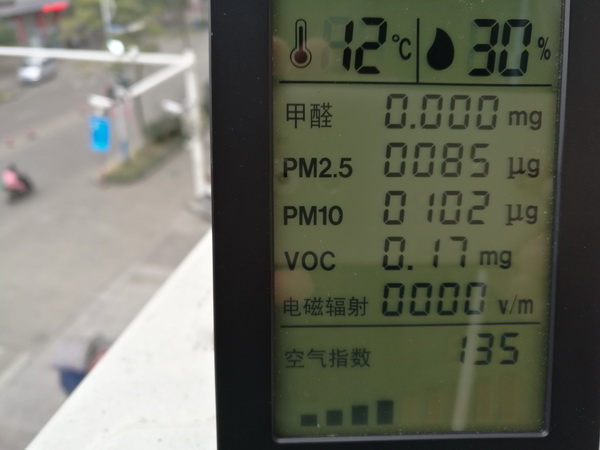 12℃ 30%
甲醛 0.000 mg
PM2.5 0085 μg
PM10 0102 μg
VOC 0.17 mg
电磁辐射 0000 v/m
空气指数 135